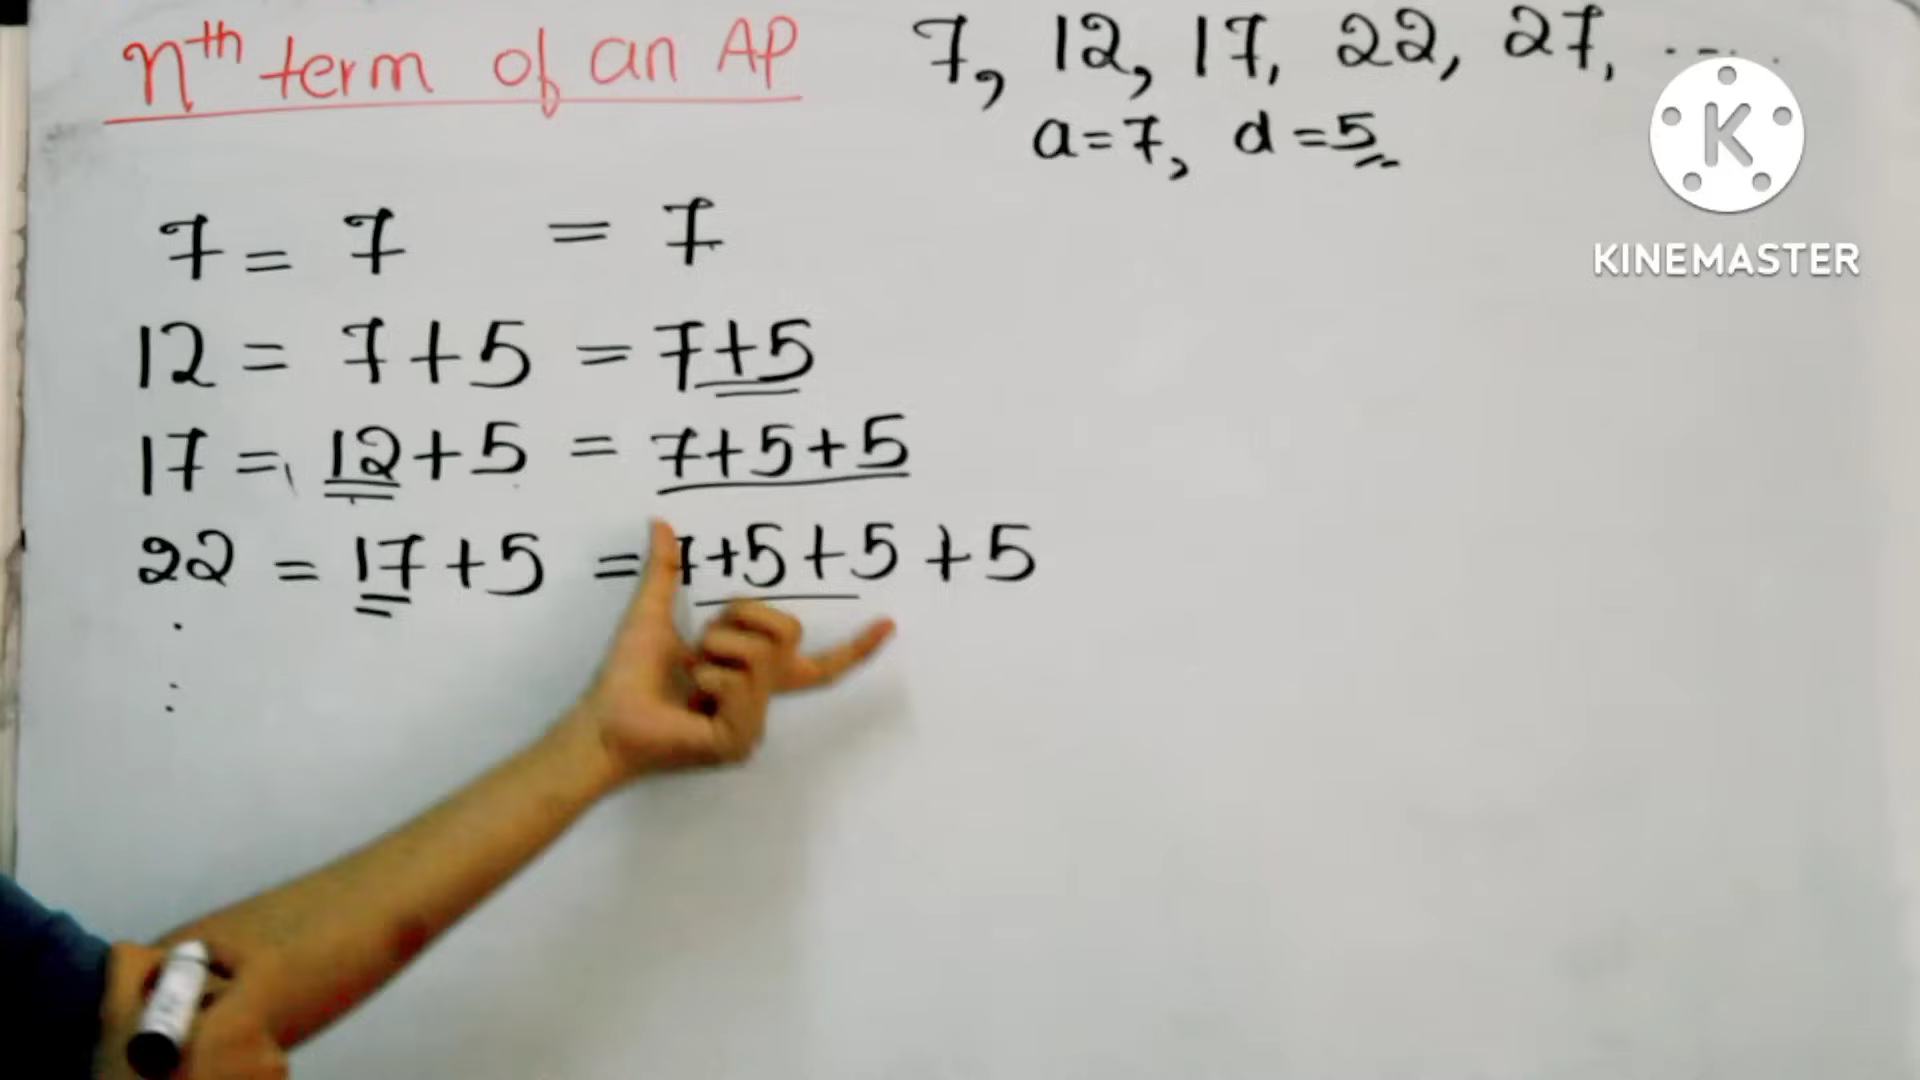 nth term of an AP
7, 12, 17, 22, 27, .....
a=7, d=5
7 = 7 = 7
12 = 7+5 = 7+5
17 = 12+5 = 7+5+5
22 = 17+5 = 7+5+5+5
K
KINEMASTER